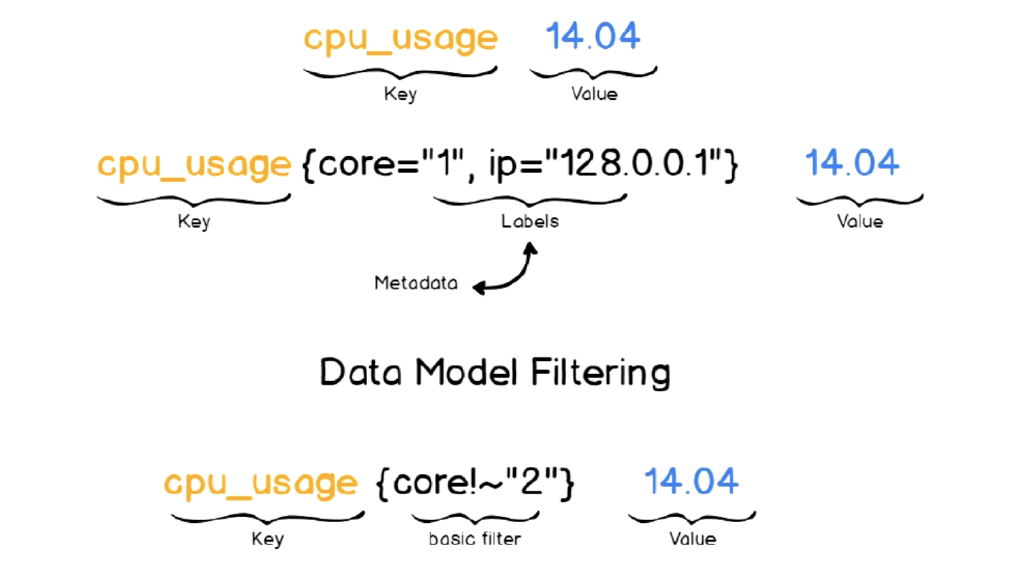 cpu_usage 14.04
Key Value
cpu_usage {core="1", ip="128.0.0.1"} 14.04
Key Labels Value
Metadata
Data Model Filtering
cpu_usage {core!~"2"} 14.04
Key basic filter Value